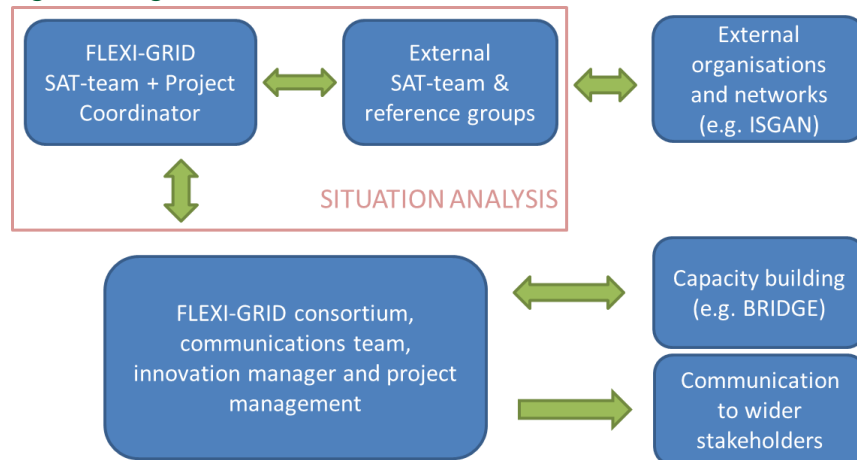 FLEXI-GRID
SAT-team + Project
Coordinator
External
SAT-team &
reference groups
External
organisations
and networks
(e.g. ISGAN)
SITUATION ANALYSIS
FLEXI-GRID consortium,
communications team,
innovation manager and project
management
Capacity building
(e.g. BRIDGE)
Communication
to wider
stakeholders